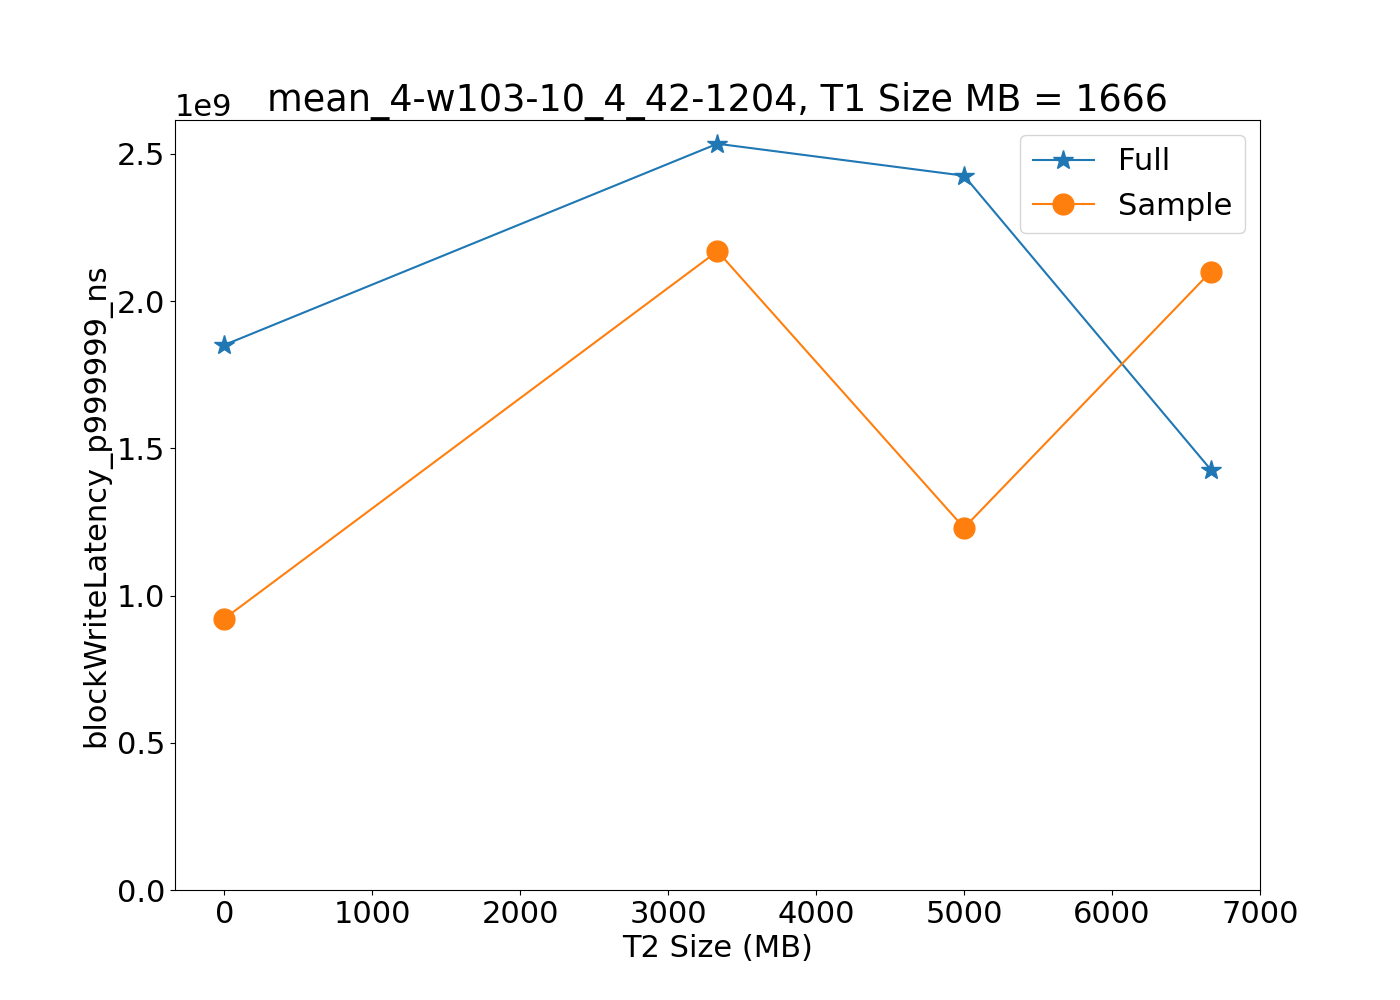 1e9
mean_4-w103-10_4_42-1204, T1 Size MB = 1666
Full
Sample
blockWriteLatency_p999999_ns
2.5
2.0
1.5
1.0
0.5
0.0
0 1000 2000 3000 4000 5000 6000 7000
T2 Size (MB)